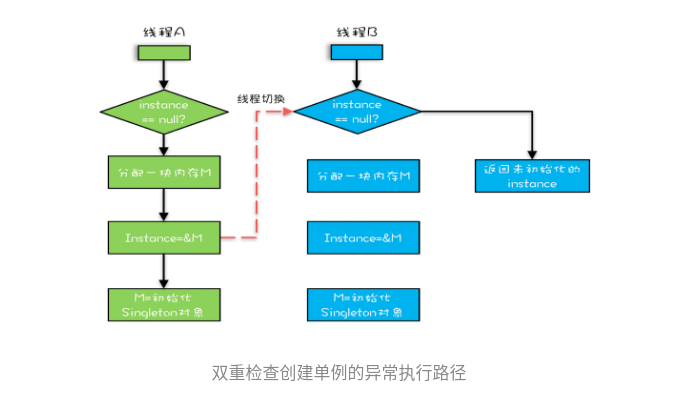 线程A
线程B
instance
== null?
线程切换
instance
== null?
分配一块内存M
分配一块内存M
返回未初始化的
instance
Instance=&M
Instance=&M
M=初始化
Singleton对象
M=初始化
Singleton对象
双重检查创建单例的异常执行路径